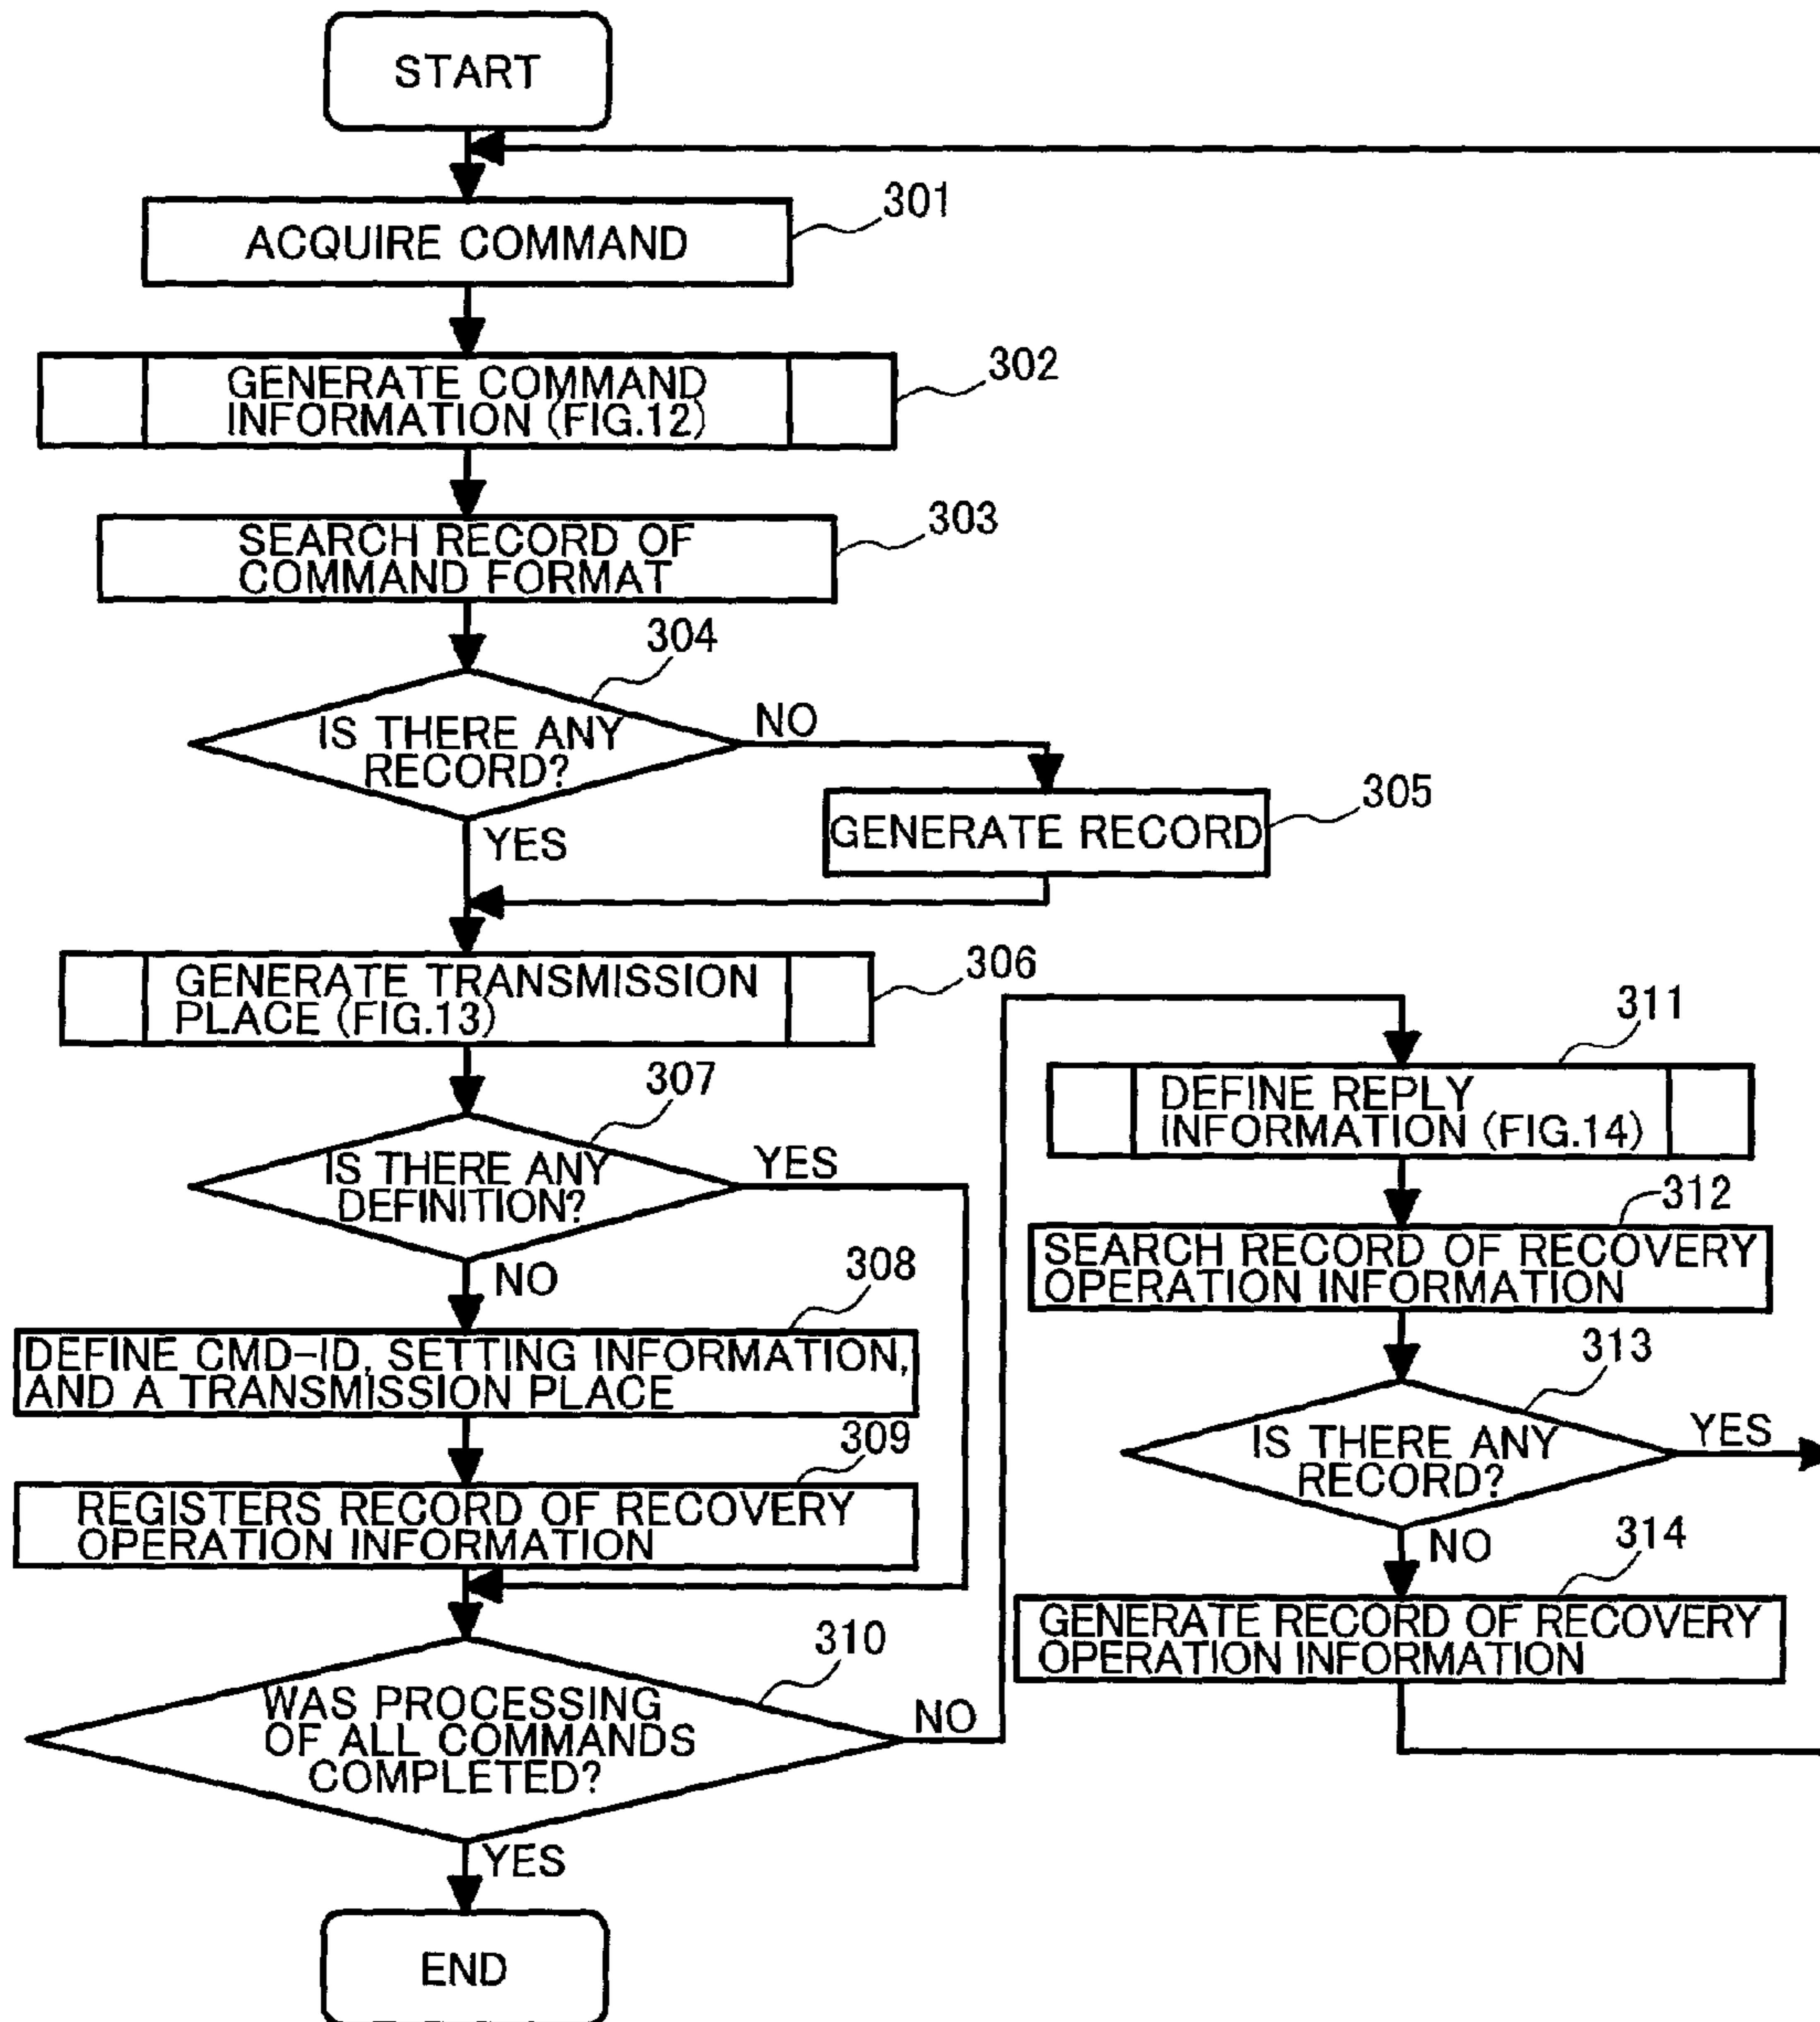 START
301
ACQUIRE COMMAND
302
GENERATE COMMAND
INFORMATION (FIG.12)
303
SEARCH RECORD OF
COMMAND FORMAT
304
IS THERE ANY
RECORD?
NO
YES
305
GENERATE RECORD
306
GENERATE TRANSMISSION
PLACE (FIG.13)
307
IS THERE ANY
DEFINITION?
YES
NO
308
DEFINE CMD-ID, SETTING INFORMATION,
AND A TRANSMISSION PLACE
309
REGISTERS RECORD OF RECOVERY
OPERATION INFORMATION
310
WAS PROCESSING
OF ALL COMMANDS
COMPLETED?
NO
YES
END
311
DEFINE REPLY
INFORMATION (FIG.14)
312
SEARCH RECORD OF RECOVERY
OPERATION INFORMATION
313
IS THERE ANY
RECORD?
YES
NO
314
GENERATE RECORD OF RECOVERY
OPERATION INFORMATION